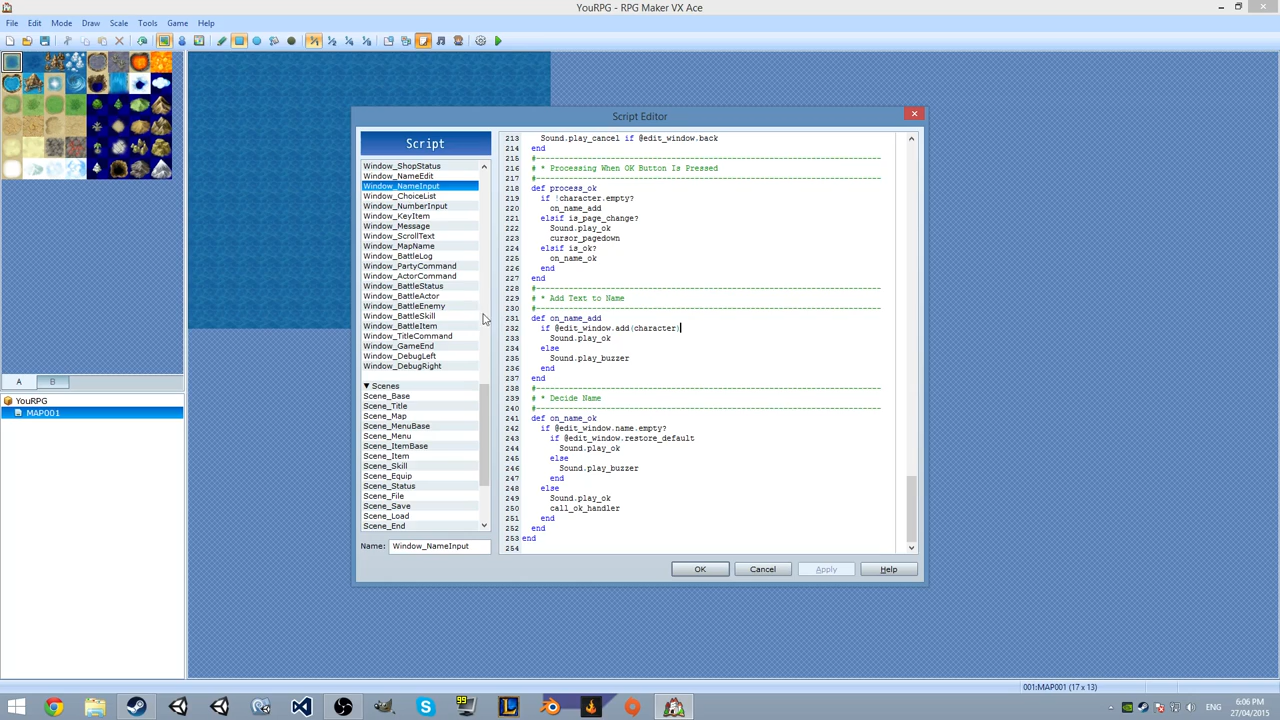 YouRPG - RPG Maker VX Ace
File Edit Mode Draw Scale Tools Game Help
1/1 1/2 1/4 1/8
A B
YouRPG
MAP001
Script Editor
Script
Window_ShopStatus
Window_NameEdit
Window_NameInput
Window_ChoiceList
Window_NumberInput
Window_KeyItem
Window_Message
Window_ScrollText
Window_MapName
Window_BattleLog
Window_PartyCommand
Window_ActorCommand
Window_BattleStatus
Window_BattleActor
Window_BattleEnemy
Window_BattleSkill
Window_BattleItem
Window_TitleCommand
Window_GameEnd
Window_DebugLeft
Window_DebugRight
▼ Scenes
Scene_Base
Scene_Title
Scene_Map
Scene_MenuBase
Scene_Menu
Scene_ItemBase
Scene_Item
Scene_Skill
Scene_Equip
Scene_Status
Scene_File
Scene_Save
Scene_Load
Scene_End
Name: Window_NameInput
213 Sound.play_cancel if @edit_window.back
214 end
215 #--------------------------------------------------------------------------
216 # * Processing When OK Button Is Pressed
217 #--------------------------------------------------------------------------
218 def process_ok
219 if !character.empty?
220 on_name_add
221 elsif is_page_change?
222 Sound.play_ok
223 cursor_pagedown
224 elsif is_ok?
225 on_name_ok
226 end
227 end
228 #--------------------------------------------------------------------------
229 # * Add Text to Name
230 #--------------------------------------------------------------------------
231 def on_name_add
232 if @edit_window.add(character)
233 Sound.play_ok
234 else
235 Sound.play_buzzer
236 end
237 end
238 #--------------------------------------------------------------------------
239 # * Decide Name
240 #--------------------------------------------------------------------------
241 def on_name_ok
242 if @edit_window.name.empty?
243 if @edit_window.restore_default
244 Sound.play_ok
245 else
246 Sound.play_buzzer
247 end
248 else
249 Sound.play_ok
250 call_ok_handler
251 end
252 end
253 end
254
OK Cancel Apply Help
001:MAP001 (17 x 13)
99
ENG
6:06 PM
27/04/2015